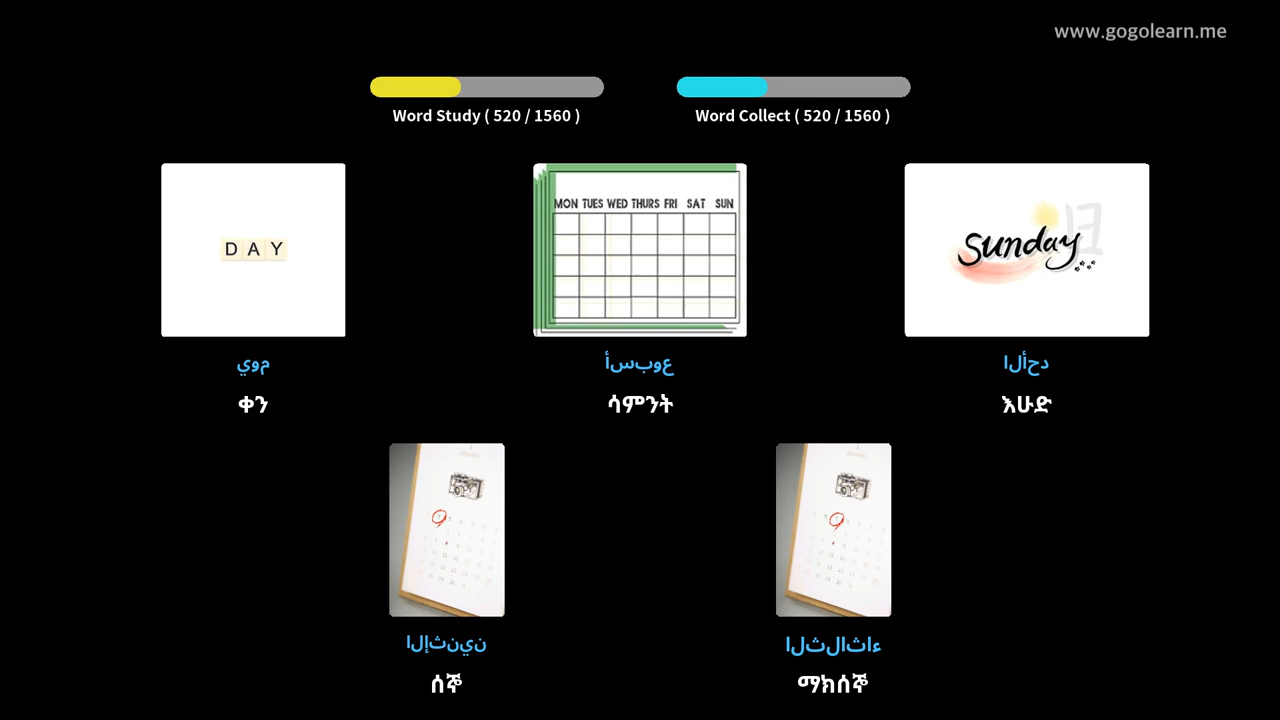 www.gogolearn.me
Word Study ( 520 / 1560 )
Word Collect ( 520 / 1560 )
D A Y
MON TUES WED THURS FRI SAT SUN
Sunday 日
يوم
أسبوع
الأحد
ቀን
ሳምንት
እሁድ
الإثنين
الثلاثاء
ሰኞ
ማክሰኞ